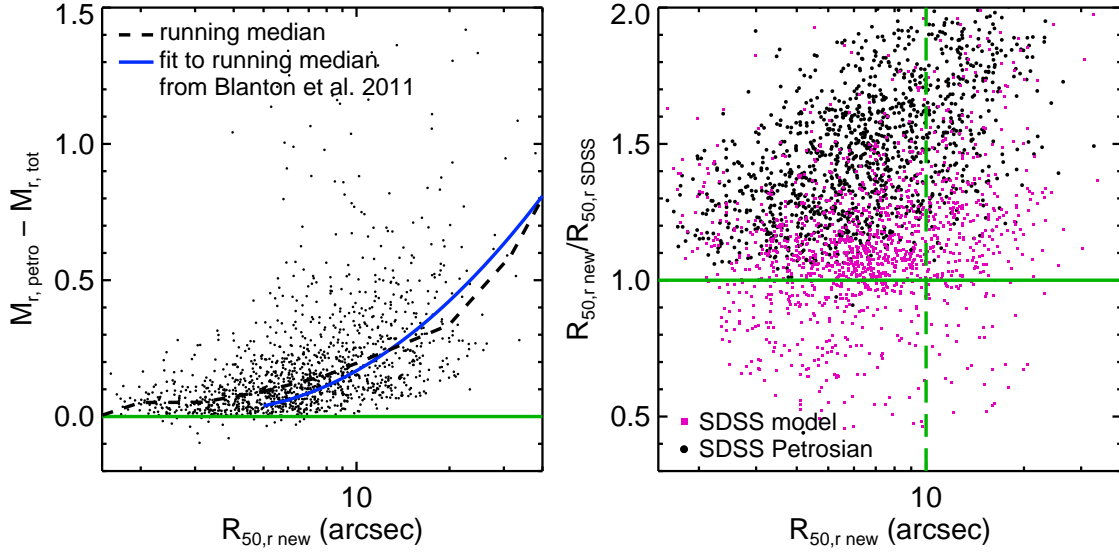 1.5
1.0
0.5
0.0
M_r, petro – M_r, tot
running median
fit to running median
from Blanton et al. 2011
10
R_50,r new (arcsec)
2.0
1.5
1.0
0.5
R_50,r new/R_50,r SDSS
SDSS model
SDSS Petrosian
10
R_50,r new (arcsec)